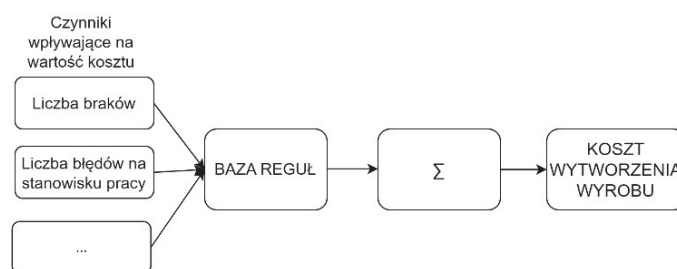 Czynniki
wpływające na
wartość kosztu
Liczba braków
Liczba błędów na
stanowisku pracy
...
BAZA REGUŁ
Σ
KOSZT
WYTWORZENIA
WYROBU